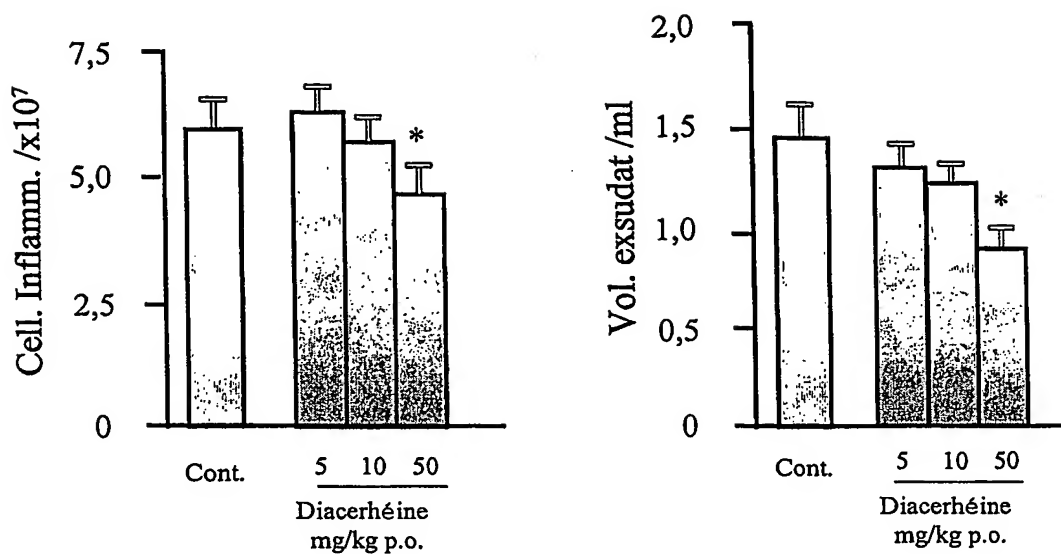 Cell. Inflamm. /x10⁷
7,5
5,0
2,5
0
*
Cont.
5 10 50
Diacerhéine
mg/kg p.o.
Vol. exsudat /ml
2,0
1,5
1,0
0,5
0
*
Cont.
5 10 50
Diacerhéine
mg/kg p.o.